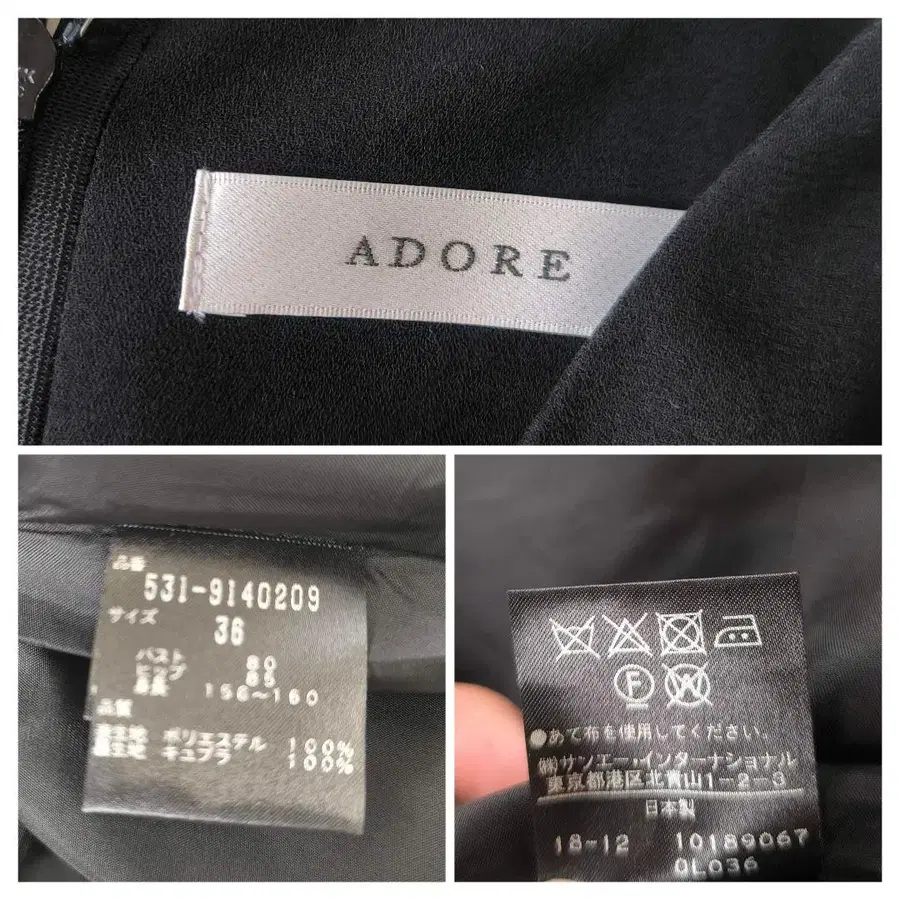 ADORE
品番
531-9140209
サイズ
36
バスト 80
ヒップ 86
身長 156〜160
品質
表生地 ポリエステル 100%
裏生地 キュプラ 100%
F W
●あて布を使用してください。
㈱サンエー・インターナショナル
東京都港区北青山1-2-3
日本製
18-12 10189067
0L036